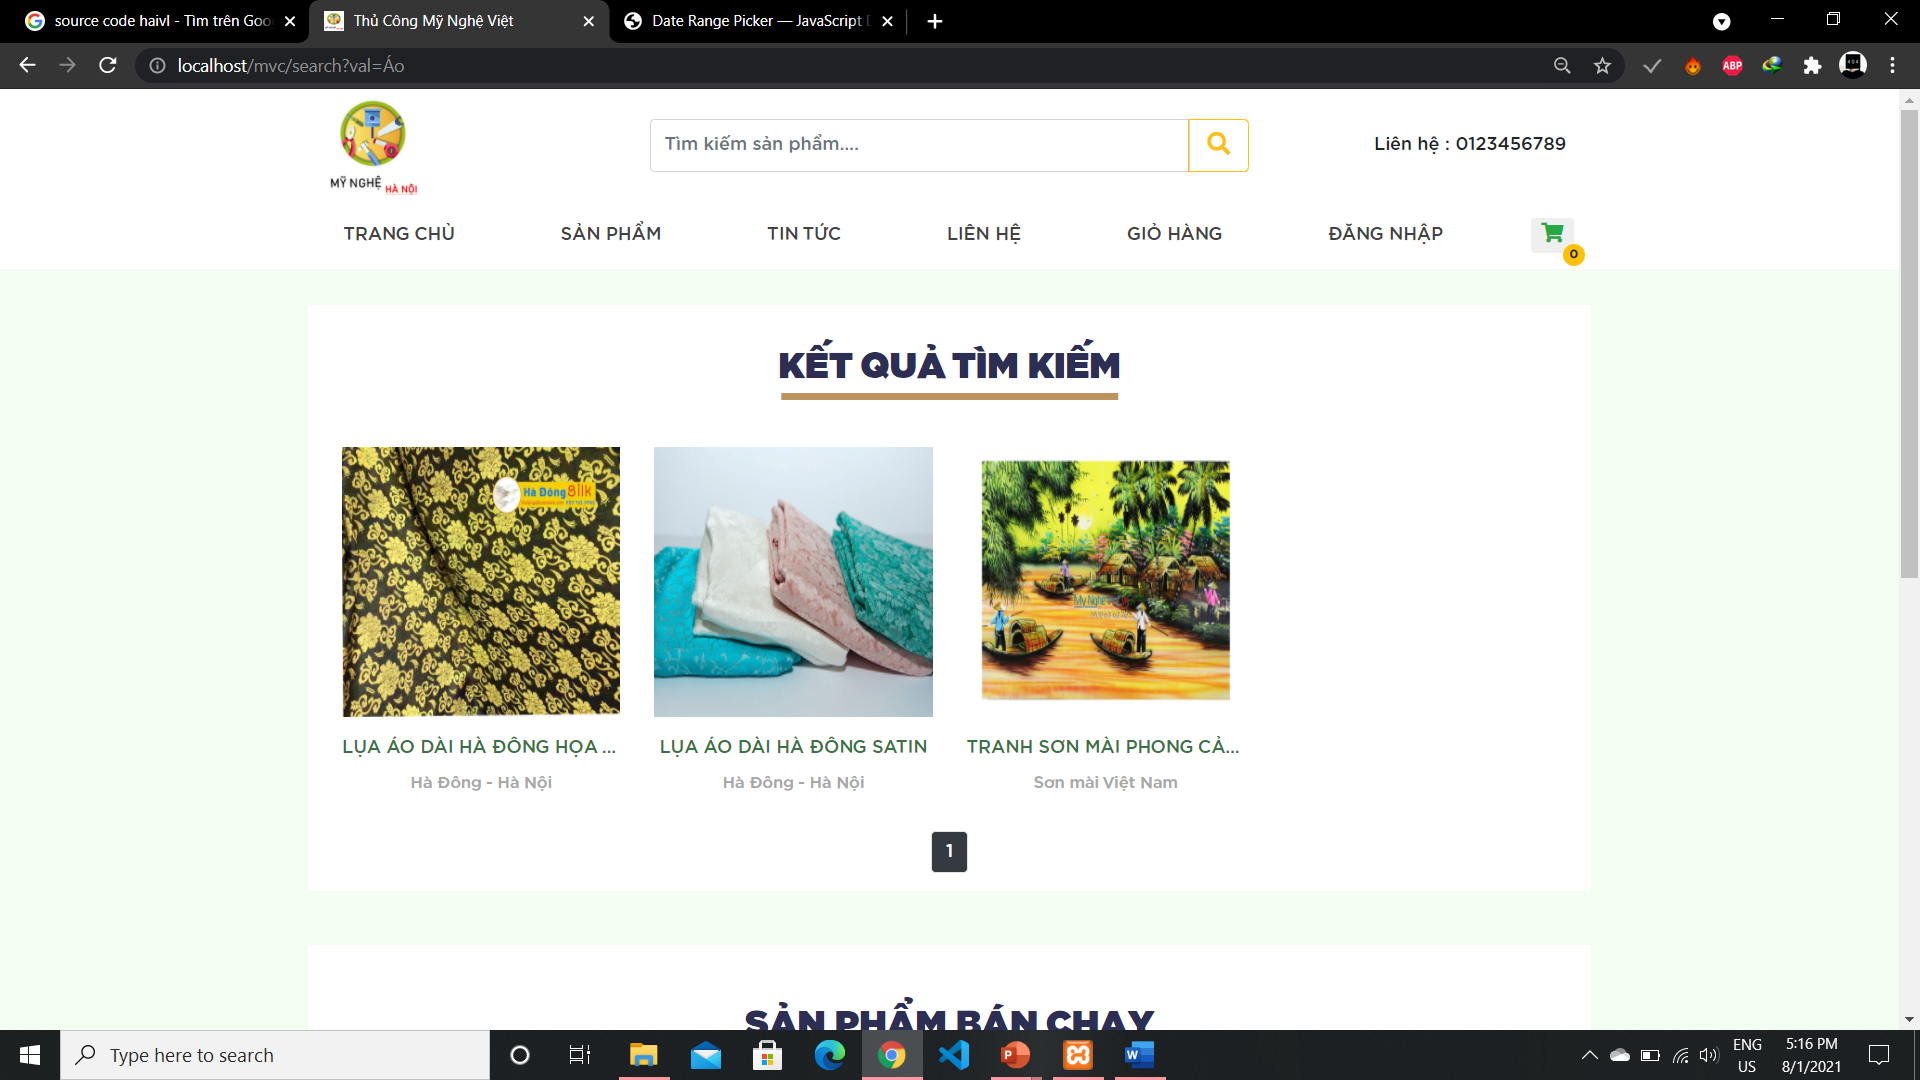 source code haivl - Tìm trên Goo
Thủ Công Mỹ Nghệ Việt
Date Range Picker — JavaScript D
localhost/mvc/search?val=Áo
ABP
MỸ NGHỆ HÀ NỘI
Tìm kiếm sản phẩm....
Liên hệ : 0123456789
TRANG CHỦ
SẢN PHẨM
TIN TỨC
LIÊN HỆ
GIỎ HÀNG
ĐĂNG NHẬP
0
KẾT QUẢ TÌM KIẾM
Hà Đông Silk
LỤA ÁO DÀI HÀ ĐÔNG HỌA ...
Hà Đông - Hà Nội
LỤA ÁO DÀI HÀ ĐÔNG SATIN
Hà Đông - Hà Nội
TRANH SƠN MÀI PHONG CẢ...
Sơn mài Việt Nam
1
SẢN PHẨM BÁN CHẠY
Type here to search
ENG
US
5:16 PM
8/1/2021